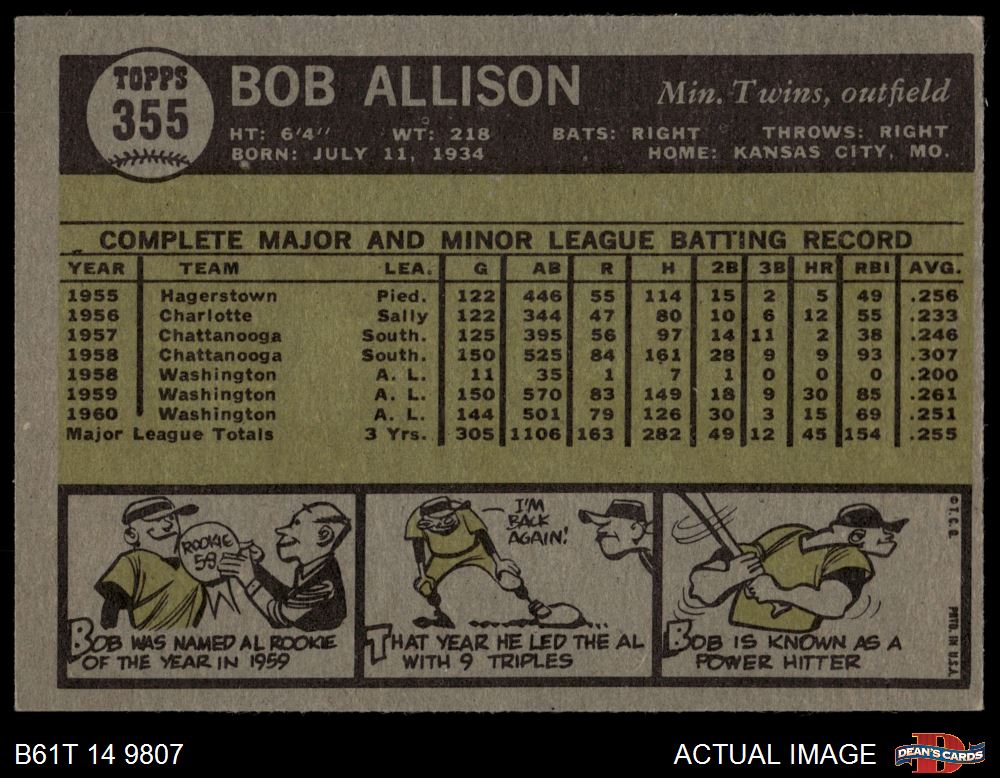 TOPPS
355
BOB ALLISON
Min. Twins, outfield
HT: 6'4" WT: 218 BATS: RIGHT THROWS: RIGHT
BORN: JULY 11, 1934 HOME: KANSAS CITY, MO.
COMPLETE MAJOR AND MINOR LEAGUE BATTING RECORD
YEAR TEAM LEA. G AB R H 2B 3B HR RBI AVG.
1955 Hagerstown Pied. 122 446 55 114 15 2 5 49 .256
1956 Charlotte Sally 122 344 47 80 10 6 12 55 .233
1957 Chattanooga South. 125 395 56 97 14 11 2 38 .246
1958 Chattanooga South. 150 525 84 161 28 9 9 93 .307
1958 Washington A. L. 11 35 1 7 1 0 0 0 .200
1959 Washington A. L. 150 570 83 149 18 9 30 85 .261
1960 Washington A. L. 144 501 79 126 30 3 15 69 .251
Major League Totals 3 Yrs. 305 1106 163 282 49 12 45 154 .255
ROOKIE
59
BOB WAS NAMED AL ROOKIE
OF THE YEAR IN 1959
I'M
BACK
AGAIN!
THAT YEAR HE LED THE AL
WITH 9 TRIPLES
BOB IS KNOWN AS A
POWER HITTER
© T. C. G.
PRTD. IN U.S.A.
B61T 14 9807
ACTUAL IMAGE
DEAN'S CARDS